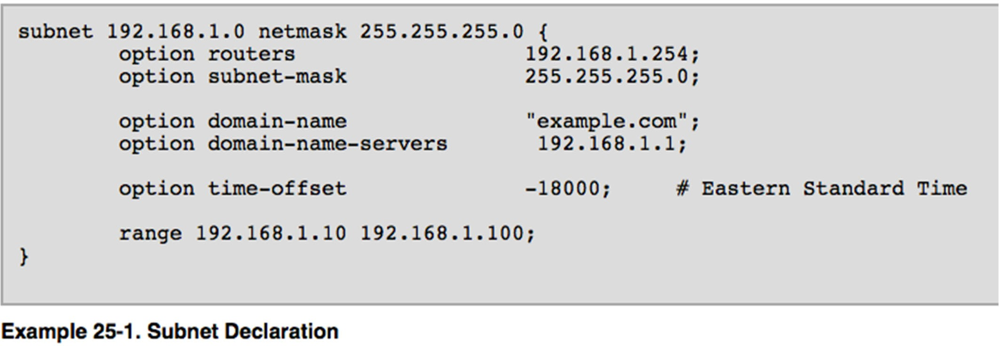 subnet 192.168.1.0 netmask 255.255.255.0 {
option routers 192.168.1.254;
option subnet-mask 255.255.255.0;
option domain-name "example.com";
option domain-name-servers 192.168.1.1;
option time-offset -18000; # Eastern Standard Time
range 192.168.1.10 192.168.1.100;
}
Example 25-1. Subnet Declaration